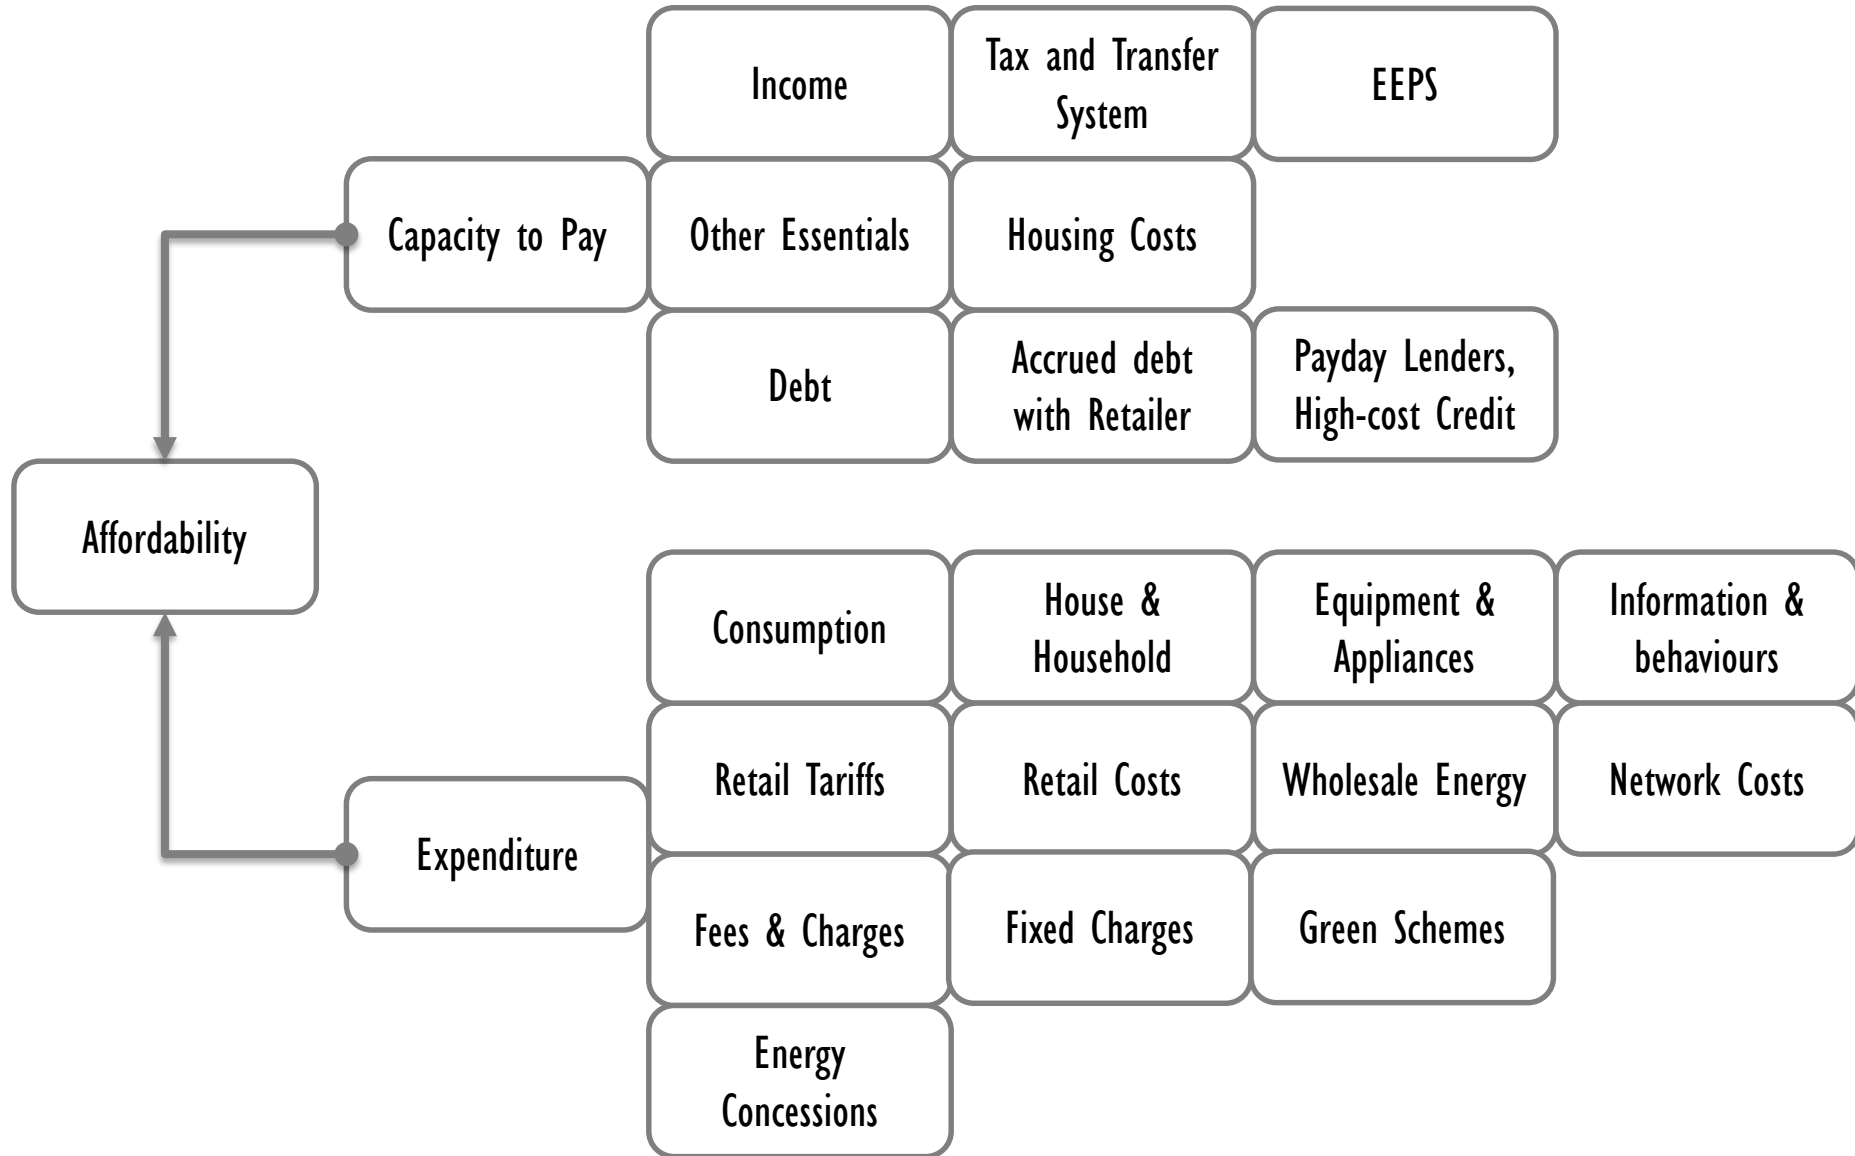 Income
Tax and Transfer
System
EEPS
Capacity to Pay
Other Essentials
Housing Costs
Debt
Accrued debt
with Retailer
Payday Lenders,
High-cost Credit
Affordability
Consumption
House &
Household
Equipment &
Appliances
Information &
behaviours
Retail Tariffs
Retail Costs
Wholesale Energy
Network Costs
Expenditure
Fees & Charges
Fixed Charges
Green Schemes
Energy
Concessions